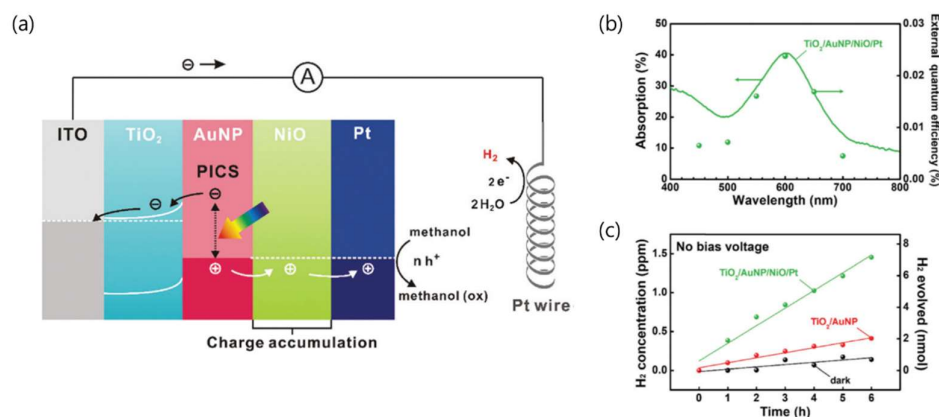 (a)
⊖ →
A
ITO
TiO₂
AuNP
NiO
Pt
PICS
⊖
⊖
⊕
⊕
⊕
Charge accumulation
methanol
n h⁺
methanol (ox)
H₂
2 e⁻
2 H₂O
Pt wire
(b)
50
40
30
20
10
0
Absorption (%)
TiO₂/AuNP/NiO/Pt
0.03
0.02
0.01
0.00
External quantum efficiency (%)
400 500 600 700 800
Wavelength (nm)
(c)
No bias voltage
1.5
1.0
0.5
0.0
H₂ concentration (ppm)
TiO₂/AuNP/NiO/Pt
TiO₂/AuNP
dark
8
6
4
2
0
H₂ evolved (nmol)
0 1 2 3 4 5 6
Time (h)